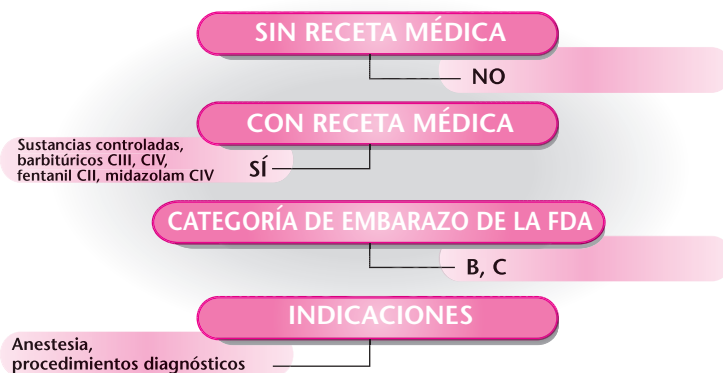 SIN RECETA MÉDICA
NO
CON RECETA MÉDICA
Sustancias controladas,
barbitúricos CIII, CIV,
fentanil CII, midazolam CIV
SÍ
CATEGORÍA DE EMBARAZO DE LA FDA
B, C
INDICACIONES
Anestesia,
procedimientos diagnósticos